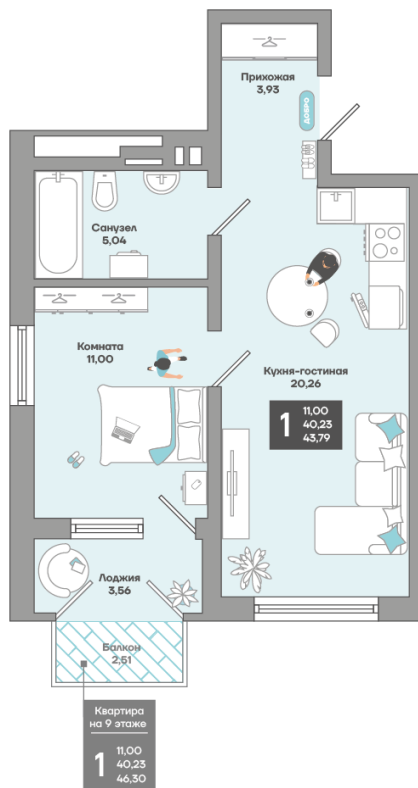 Прихожая
3,93
ДОБРО
Санузел
5,04
Комната
11,00
Кухня-гостиная
20,26
1
11,00
40,23
43,79
Лоджия
3,56
Балкон
2,51
Квартира
на 9 этаже
1
11,00
40,23
46,30